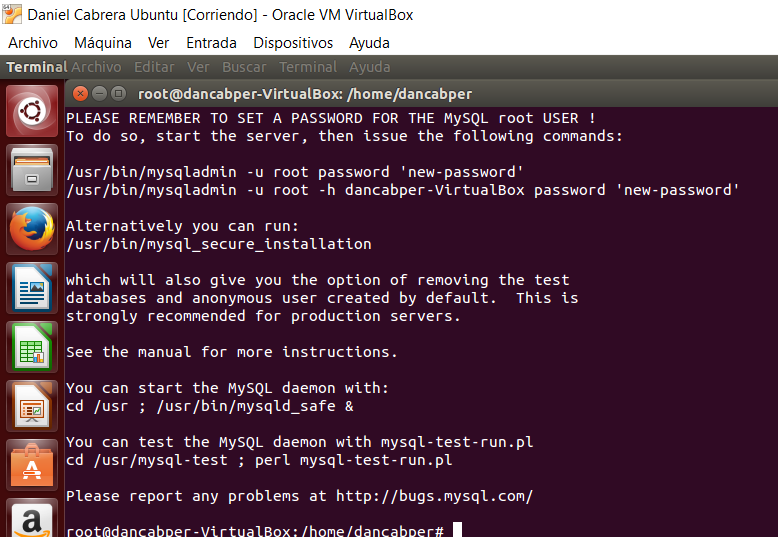 Daniel Cabrera Ubuntu [Corriendo] - Oracle VM VirtualBox
Archivo Máquina Ver Entrada Dispositivos Ayuda
Terminal Archivo Editar Ver Buscar Terminal Ayuda
root@dancabper-VirtualBox: /home/dancabper
PLEASE REMEMBER TO SET A PASSWORD FOR THE MySQL root USER !
To do so, start the server, then issue the following commands:
/usr/bin/mysqladmin -u root password 'new-password'
/usr/bin/mysqladmin -u root -h dancabper-VirtualBox password 'new-password'
Alternatively you can run:
/usr/bin/mysql_secure_installation
which will also give you the option of removing the test
databases and anonymous user created by default.  This is
strongly recommended for production servers.
See the manual for more instructions.
You can start the MySQL daemon with:
cd /usr ; /usr/bin/mysqld_safe &
You can test the MySQL daemon with mysql-test-run.pl
cd /usr/mysql-test ; perl mysql-test-run.pl
Please report any problems at http://bugs.mysql.com/
root@dancabper-VirtualBox:/home/dancabper#